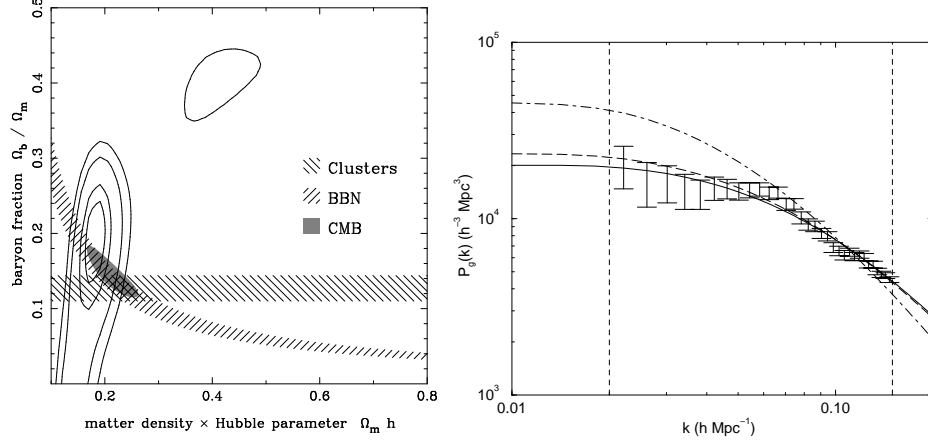 0.5
0.4
0.3
0.2
0.1
baryon fraction Ω_b / Ω_m
Clusters
BBN
CMB
0.2 0.4 0.6 0.8
matter density × Hubble parameter Ω_m h
10^5
10^4
10^3
P_g(k) (h^-3 Mpc^3)
0.01 0.10
k (h Mpc^-1)